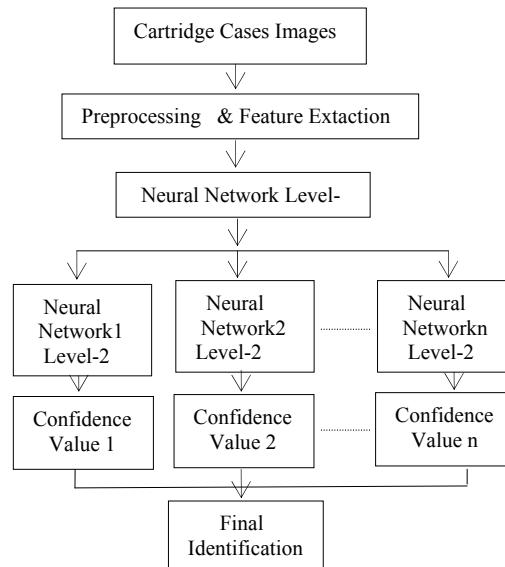 Cartridge Cases Images
Preprocessing & Feature Extaction
Neural Network Level-
Neural
Network1
Level-2
Neural
Network2
Level-2
Neural
Networkn
Level-2
Confidence
Value 1
Confidence
Value 2
Confidence
Value n
Final
Identification